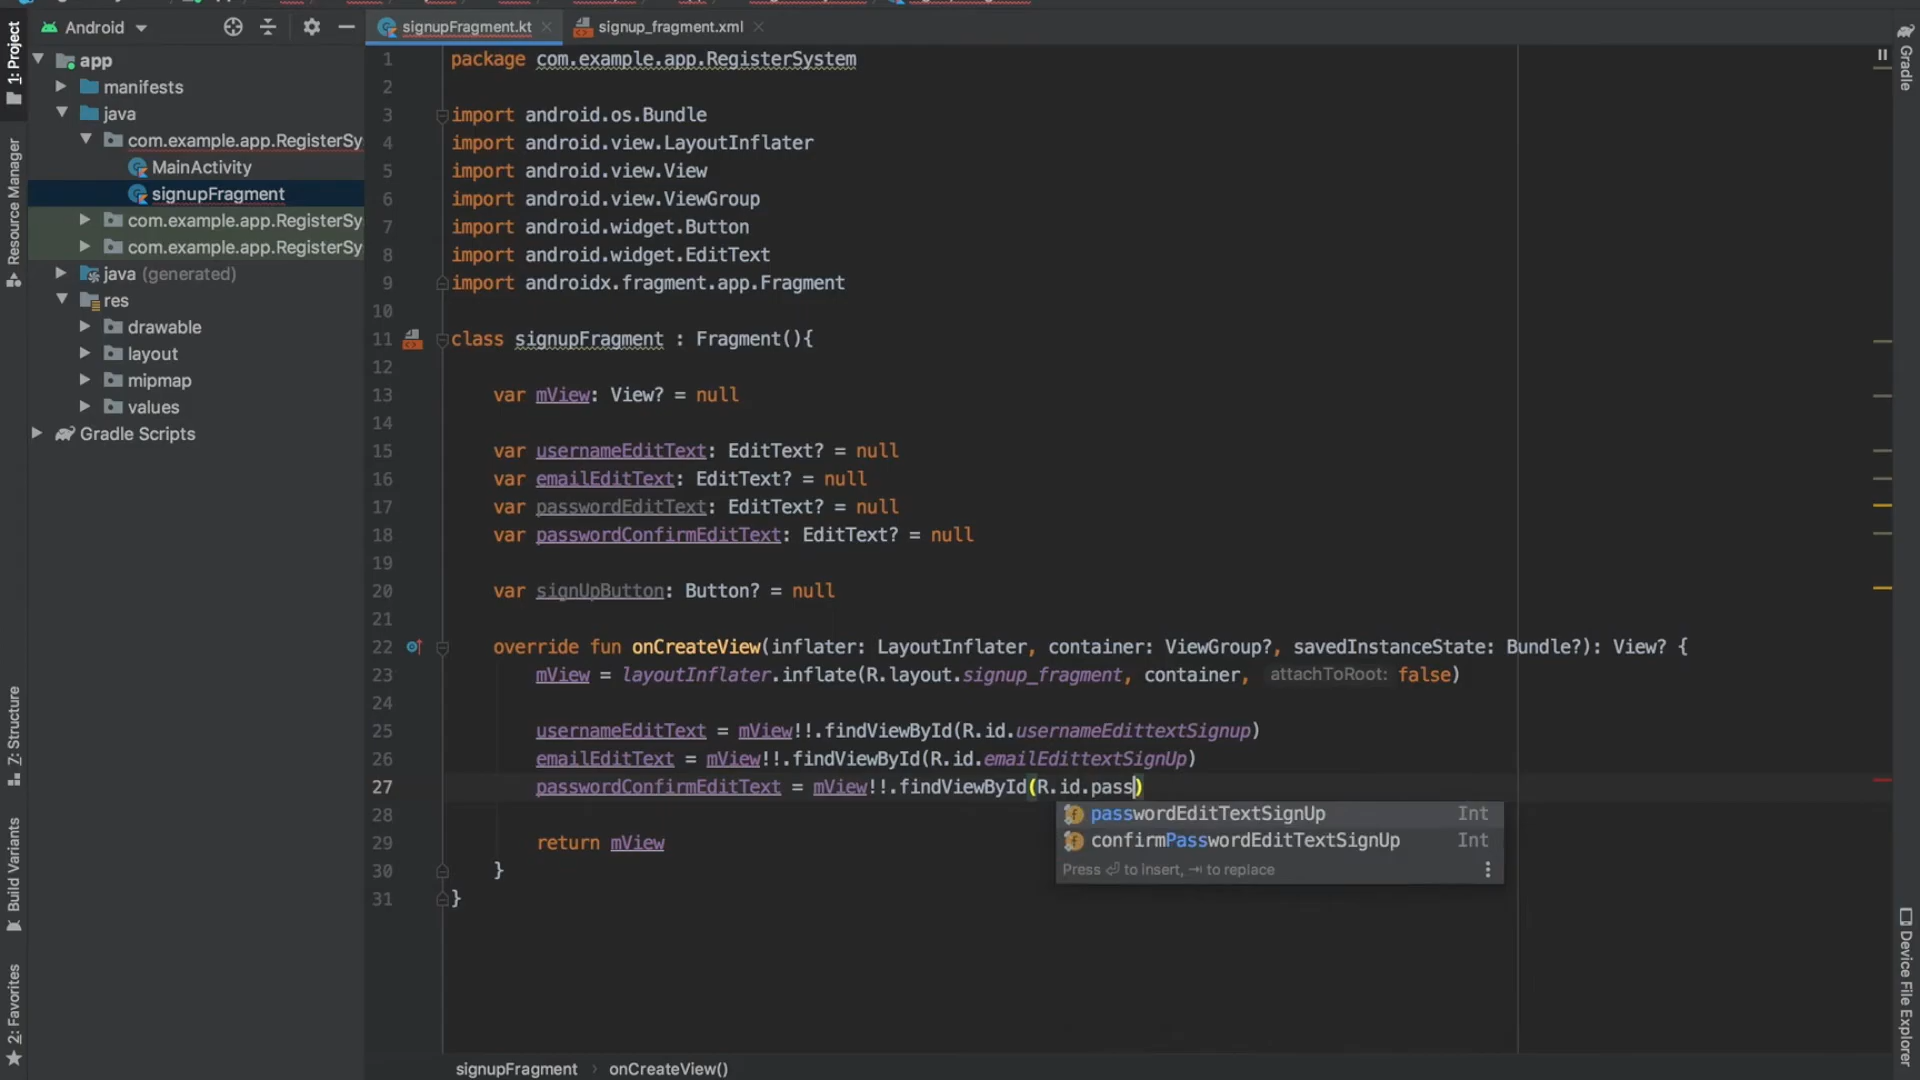 Android
signupFragment.kt
signup_fragment.xml
1: Project
Resource Manager
7: Structure
Build Variants
2: Favorites
app
manifests
java
com.example.app.RegisterSy
MainActivity
signupFragment
com.example.app.RegisterSy
com.example.app.RegisterSy
java (generated)
res
drawable
layout
mipmap
values
Gradle Scripts
1 package com.example.app.RegisterSystem
2
3 import android.os.Bundle
4 import android.view.LayoutInflater
5 import android.view.View
6 import android.view.ViewGroup
7 import android.widget.Button
8 import android.widget.EditText
9 import androidx.fragment.app.Fragment
10
11 class signupFragment : Fragment(){
12
13 var mView: View? = null
14
15 var usernameEditText: EditText? = null
16 var emailEditText: EditText? = null
17 var passwordEditText: EditText? = null
18 var passwordConfirmEditText: EditText? = null
19
20 var signUpButton: Button? = null
21
22 override fun onCreateView(inflater: LayoutInflater, container: ViewGroup?, savedInstanceState: Bundle?): View? {
23 mView = layoutInflater.inflate(R.layout.signup_fragment, container, attachToRoot: false)
24
25 usernameEditText = mView!!.findViewById(R.id.usernameEdittextSignup)
26 emailEditText = mView!!.findViewById(R.id.emailEdittextSignUp)
27 passwordConfirmEditText = mView!!.findViewById(R.id.pass)
28
29 return mView
30 }
31 }
passwordEditTextSignUp Int
confirmPasswordEditTextSignUp Int
Press ⏎ to insert, ⇥ to replace
signupFragment › onCreateView()
Gradle
Device File Explorer